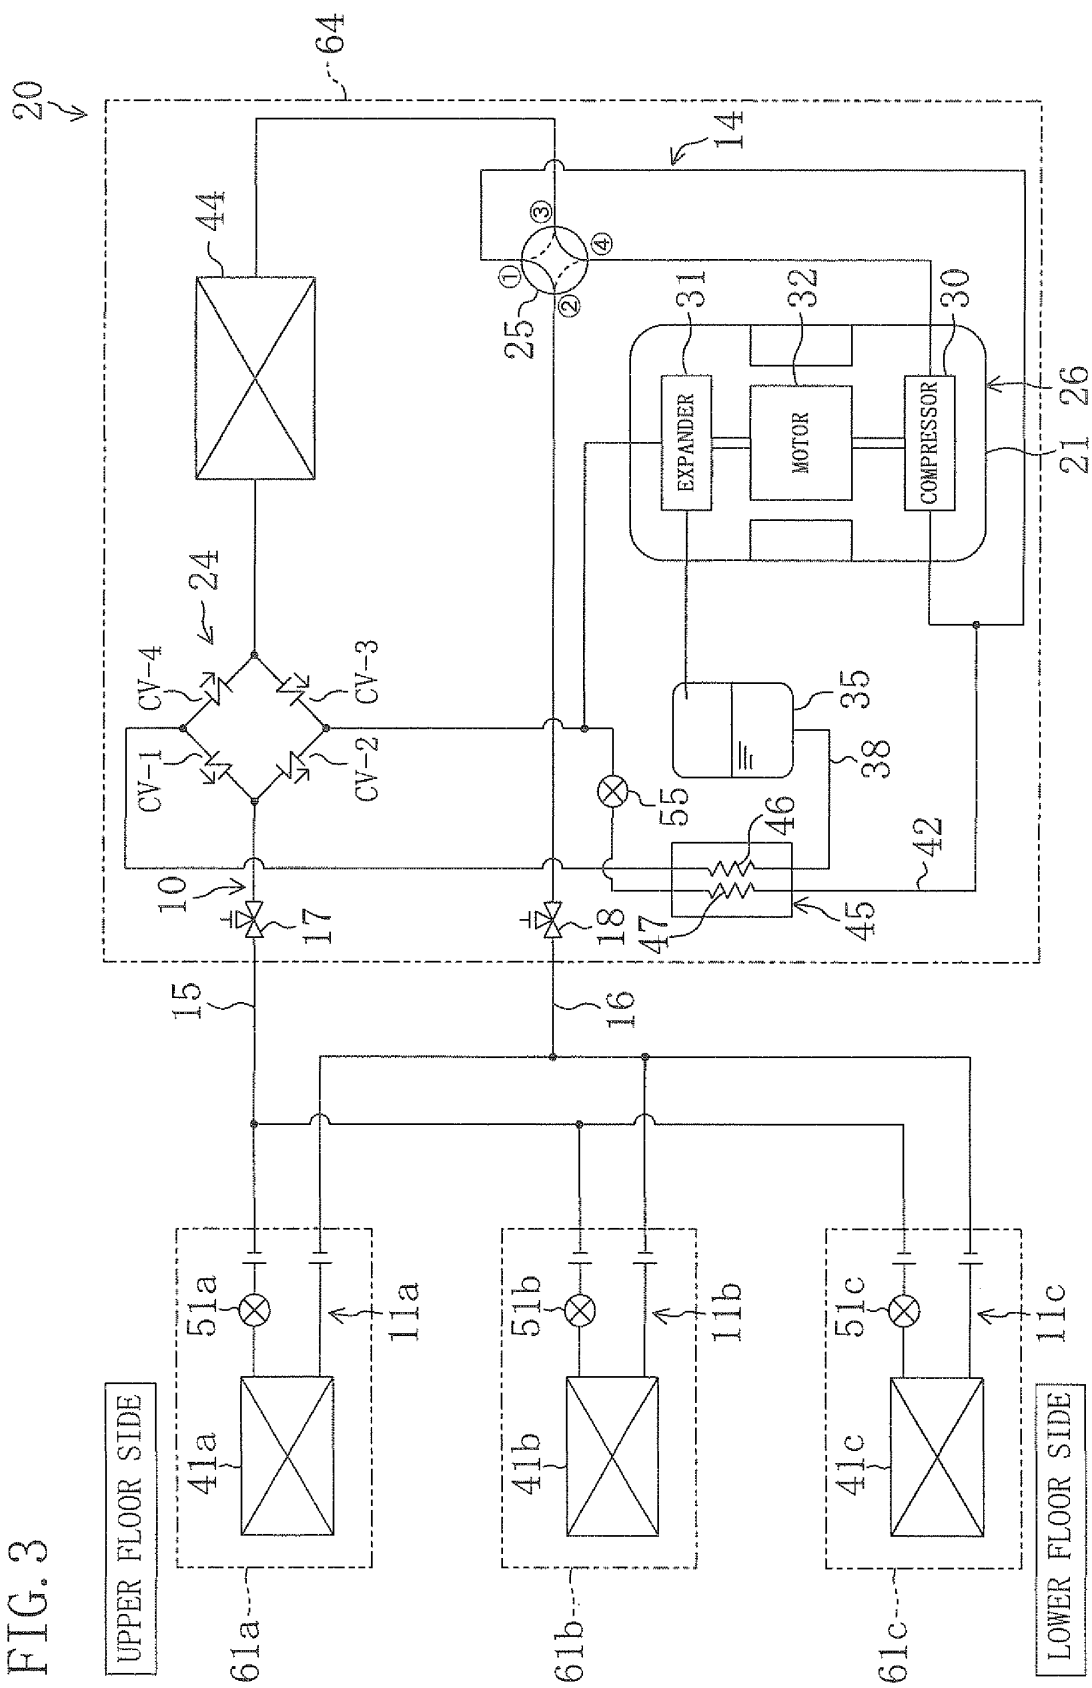 FIG. 3
UPPER FLOOR SIDE
LOWER FLOOR SIDE
20
64
44
14
24
CV-4
CV-3
CV-1
CV-2
①
②
③
④
25
31
32
30
EXPANDER
MOTOR
COMPRESSOR
26
21
35
38
55
46
47
45
42
10
17
18
15
16
51a
11a
41a
61a
51b
11b
41b
61b
51c
11c
41c
61c